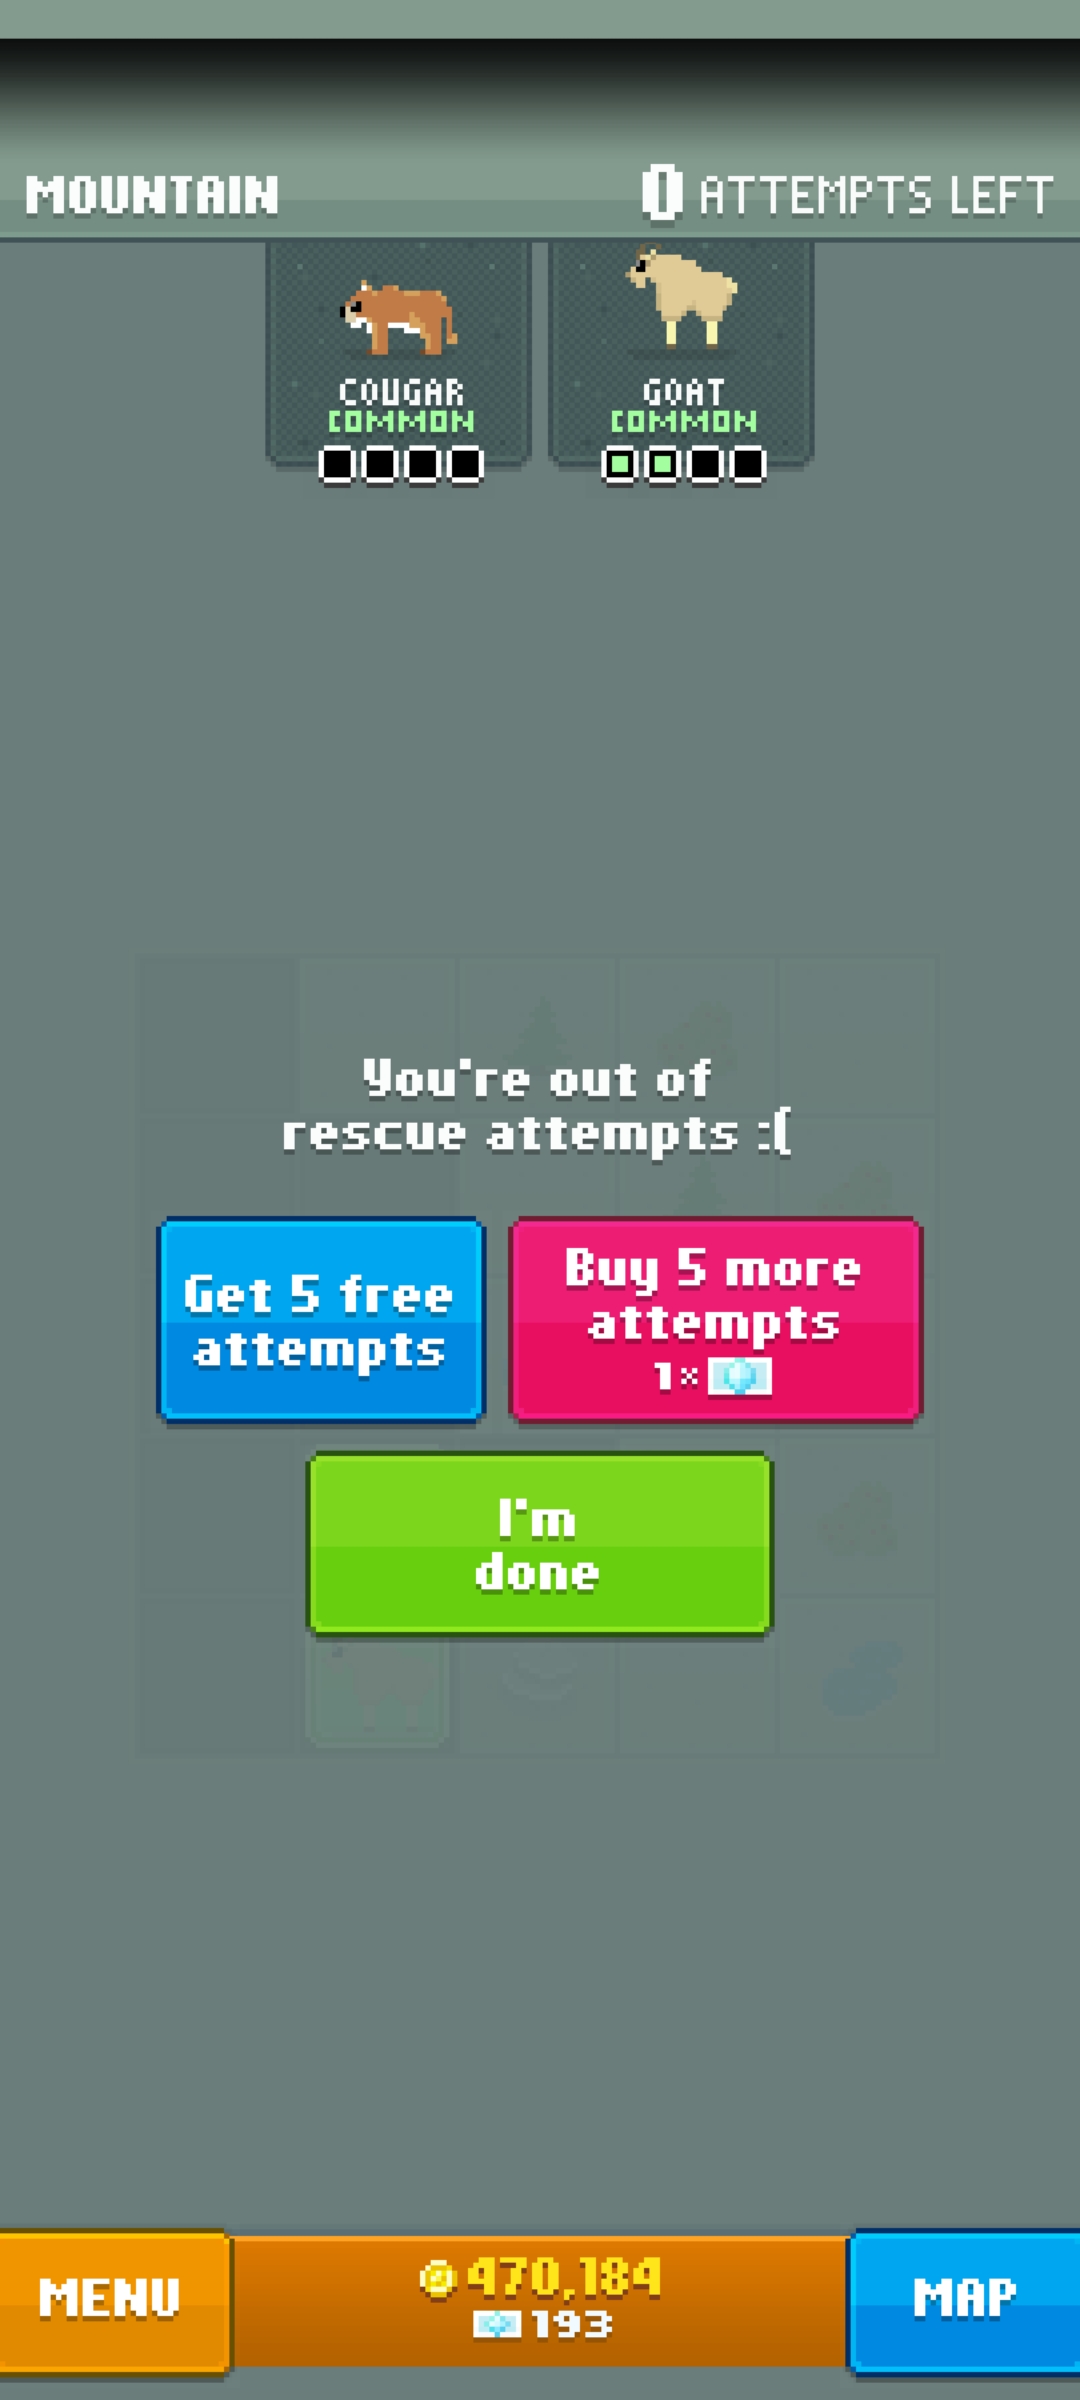 MOUNTAIN
0 ATTEMPTS LEFT
COUGAR
COMMON
GOAT
COMMON
You're out of
rescue attempts :(
Get 5 free
attempts
Buy 5 more
attempts
1×
I'm
done
MENU
470,184
193
MAP